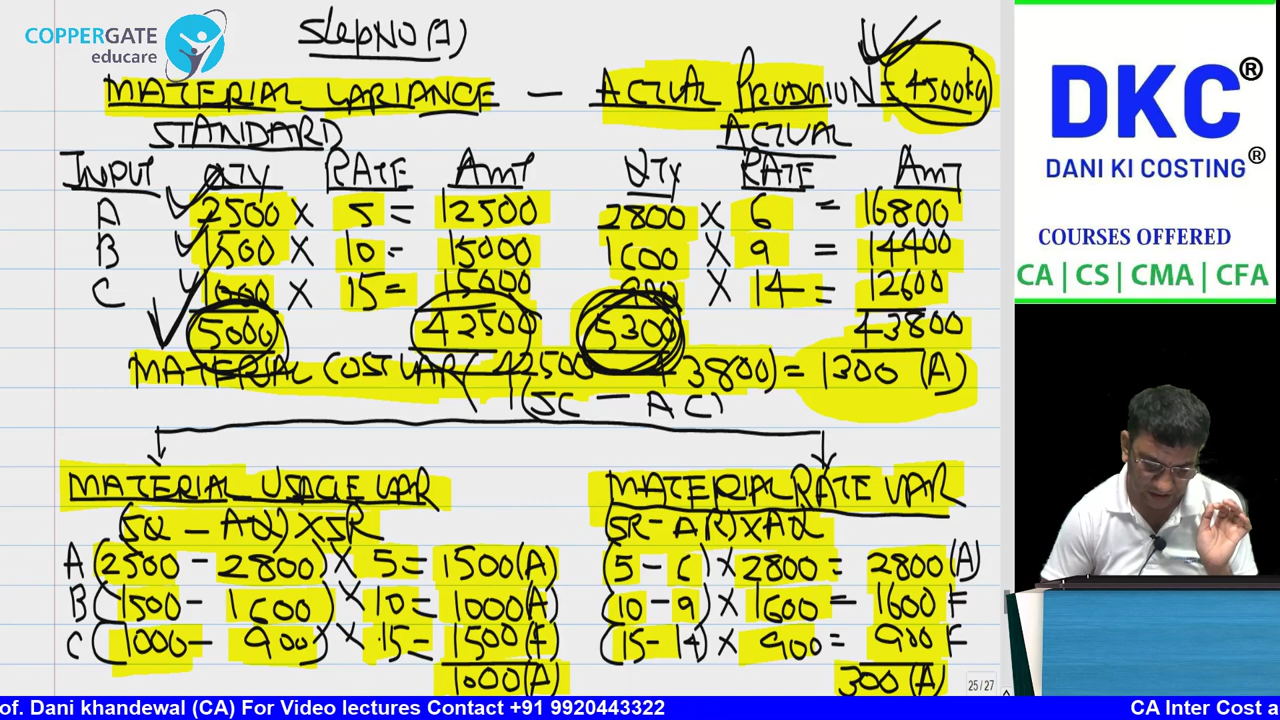 COPPERGATE
educare
Step NO (1)
MATERIAL VARIANCE — ACTUAL PRODUCTION = 4500KG
STANDARD ACTUAL
INPUT QTY RATE Amt QTY RATE Amt
A 2500 X 5 = 12500 2800 X 6 = 16800
B 1500 X 10 = 15000 1600 X 9 = 14400
C 1000 X 15 = 15000 900 X 14 = 12600
5000 42500 5300 43800
MATERIAL COST VAR (42500 - 43800) = 1300 (A)
(SC - AC)
MATERIAL USAGE VAR MATERIAL RATE VAR
(SQ - AQ) X SR (SR - AR) X AQ
A (2500 - 2800) X 5 = 1500 (A) (5 - 6) X 2800 = 2800 (A)
B (1500 - 1600) X 10 = 1000 (A) (10 - 9) X 1600 = 1600 F
C (1000 - 900) X 15 = 1500 (F) (15 - 14) X 900 = 900 F
1000 (A) 300 (A)
25 / 27
DKC®
DANI KI COSTING®
COURSES OFFERED
CA | CS | CMA | CFA
of. Dani khandewal (CA) For Video lectures Contact +91 9920443322 CA Inter Cost a